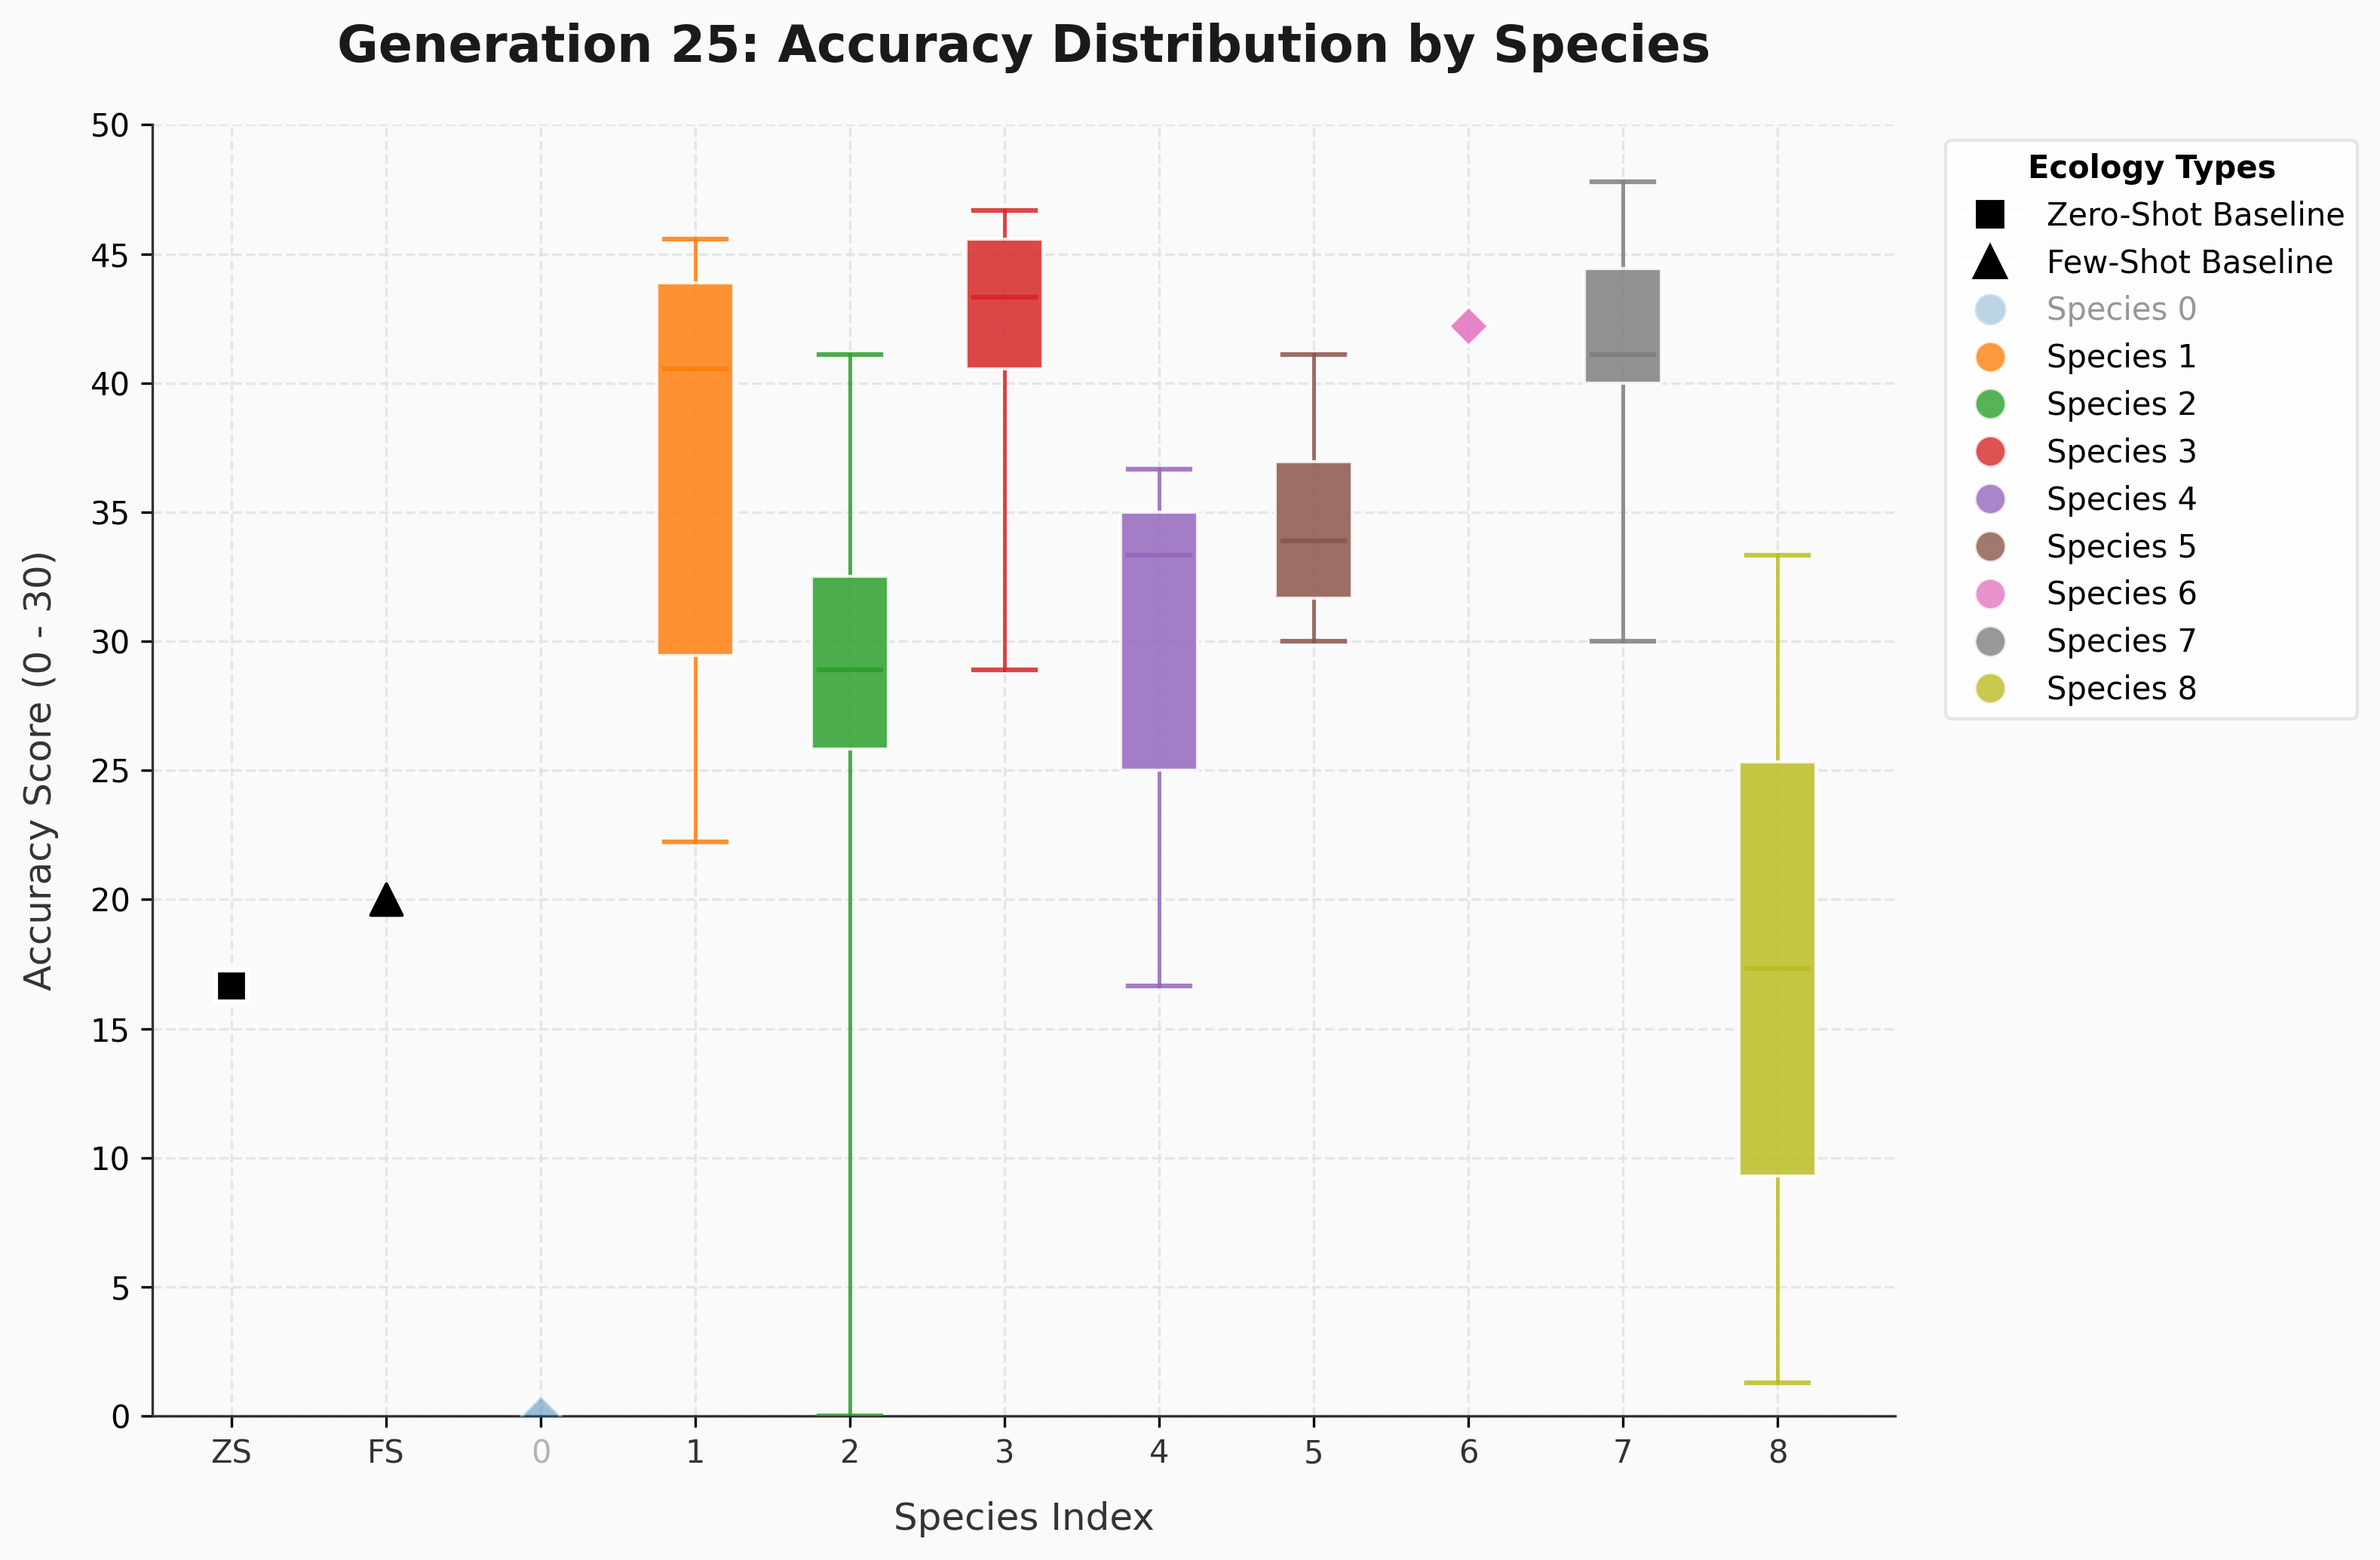 Generation 25: Accuracy Distribution by Species
50
45
40
35
30
25
20
15
10
5
0
Accuracy Score (0 - 30)
ZS FS 0 1 2 3 4 5 6 7 8
Species Index
Ecology Types
Zero-Shot Baseline
Few-Shot Baseline
Species 0
Species 1
Species 2
Species 3
Species 4
Species 5
Species 6
Species 7
Species 8